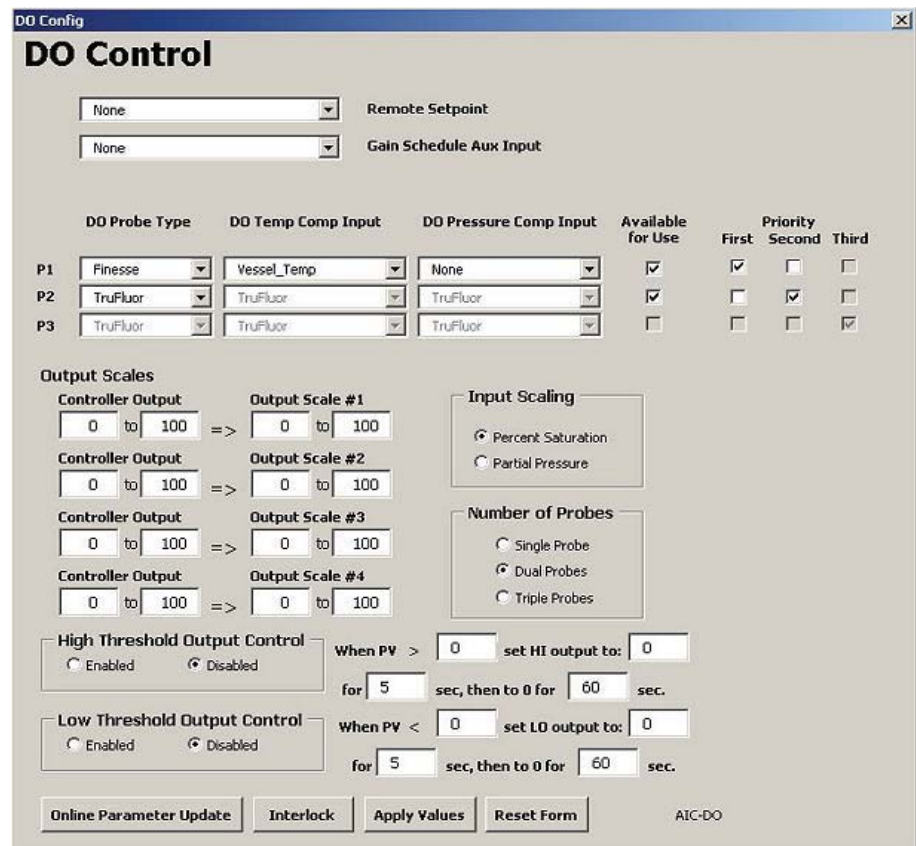 DO Config
DO Control
None Remote Setpoint
None Gain Schedule Aux Input
DO Probe Type DO Temp Comp Input DO Pressure Comp Input Available for Use Priority
First Second Third
P1 Finesse Vessel_Temp None
P2 TruFluor TruFluor TruFluor
P3 TruFluor TruFluor TruFluor
Output Scales
Controller Output Output Scale #1
0 to 100 => 0 to 100
Controller Output Output Scale #2
0 to 100 => 0 to 100
Controller Output Output Scale #3
0 to 100 => 0 to 100
Controller Output Output Scale #4
0 to 100 => 0 to 100
Input Scaling
Percent Saturation
Partial Pressure
Number of Probes
Single Probe
Dual Probes
Triple Probes
High Threshold Output Control
Enabled Disabled
When PV > 0 set HI output to: 0
for 5 sec, then to 0 for 60 sec.
Low Threshold Output Control
Enabled Disabled
When PV < 0 set LO output to: 0
for 5 sec, then to 0 for 60 sec.
Online Parameter Update Interlock Apply Values Reset Form AIC-DO